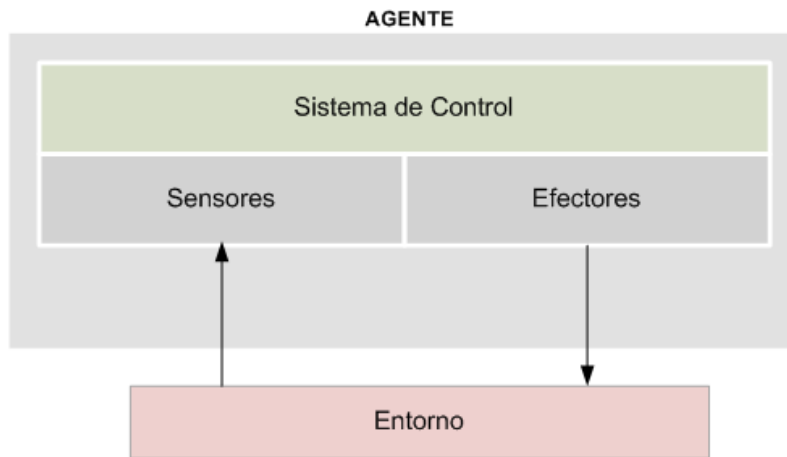 AGENTE
Sistema de Control
Sensores
Efectores
Entorno